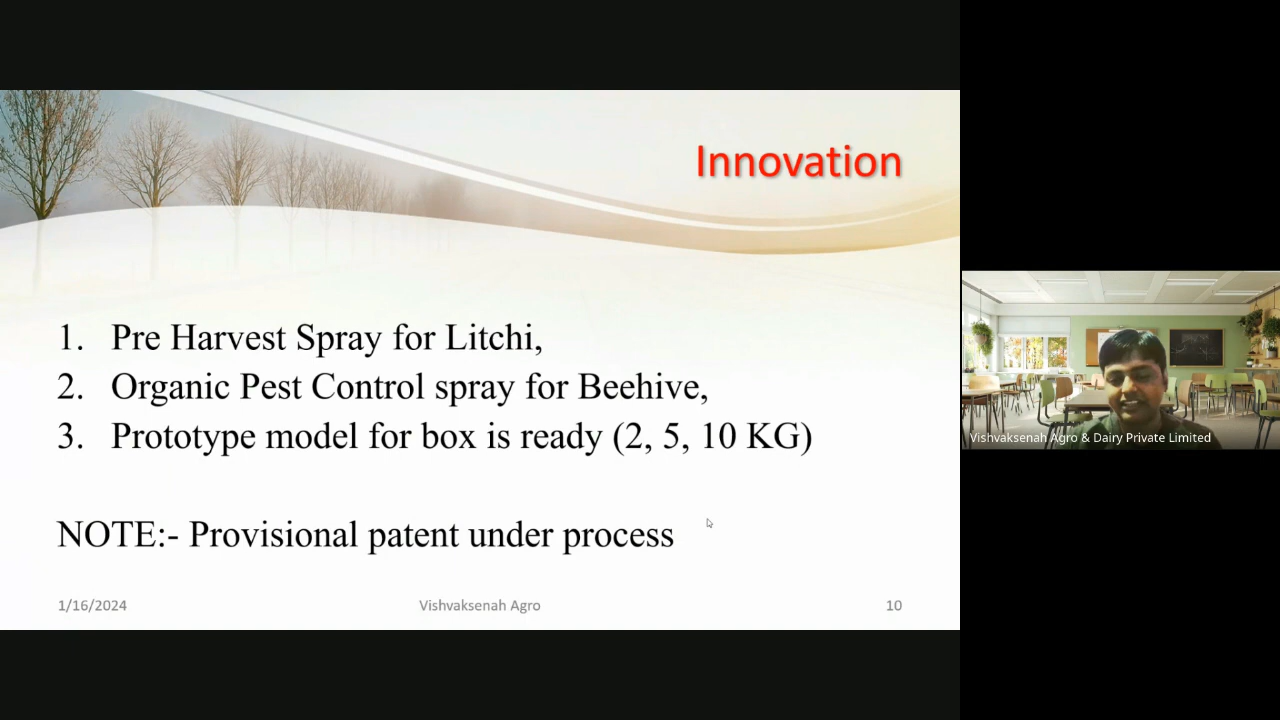 Innovation
1. Pre Harvest Spray for Litchi,
2. Organic Pest Control spray for Beehive,
3. Prototype model for box is ready (2, 5, 10 KG)
NOTE:- Provisional patent under process
1/16/2024 Vishvaksenah Agro 10
Vishvaksenah Agro & Dairy Private Limited